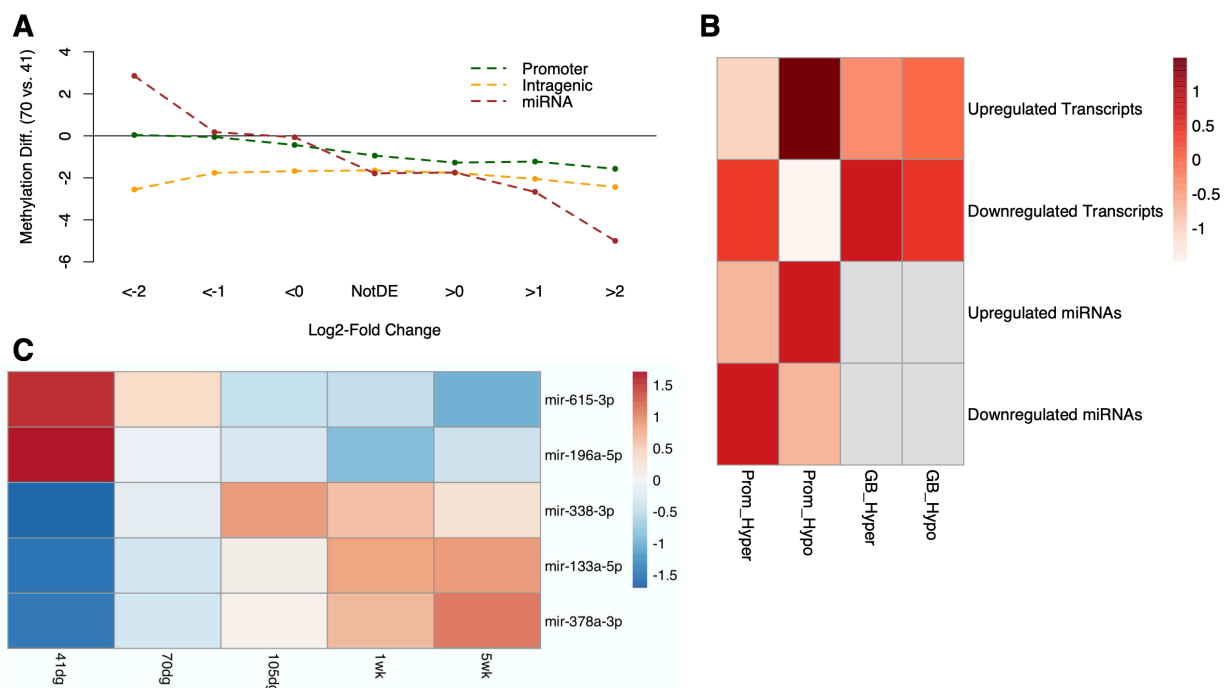 A
Methylation Diff. (70 vs. 41)
4
2
0
-2
-4
-6
Promoter
Intragenic
miRNA
<-2 <-1 <0 NotDE >0 >1 >2
Log2-Fold Change
B
Upregulated Transcripts
Downregulated Transcripts
Upregulated miRNAs
Downregulated miRNAs
Prom_Hyper
Prom_Hypo
GB_Hyper
GB_Hypo
1
0.5
0
-0.5
-1
C
mir-615-3p
mir-196a-5p
mir-338-3p
mir-133a-5p
mir-378a-3p
41dg
70dg
105dg
1wk
5wk
1.5
1
0.5
0
-0.5
-1
-1.5